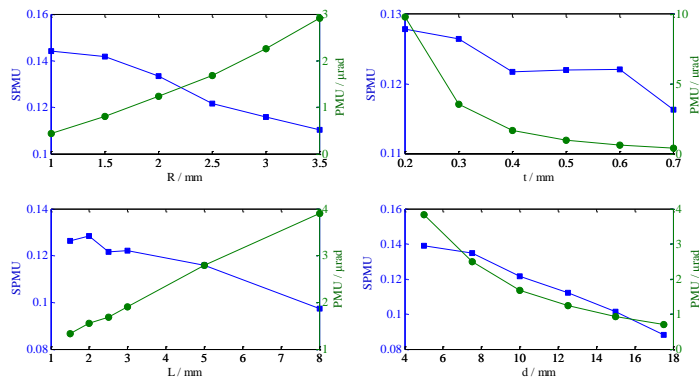 0.16
0.14
0.12
0.1
SPMU
3
2
1
0
PMU / μrad
1 1.5 2 2.5 3 3.5
R / mm
0.13
0.12
0.11
SPMU
10
5
0
PMU / μrad
0.2 0.3 0.4 0.5 0.6 0.7
t / mm
0.14
0.12
0.1
0.08
SPMU
4
3
2
1
PMU / μrad
1 2 3 4 5 6 7 8
L / mm
0.16
0.14
0.12
0.1
0.08
SPMU
4
3
2
1
0
PMU / μrad
4 6 8 10 12 14 16 18
d / mm